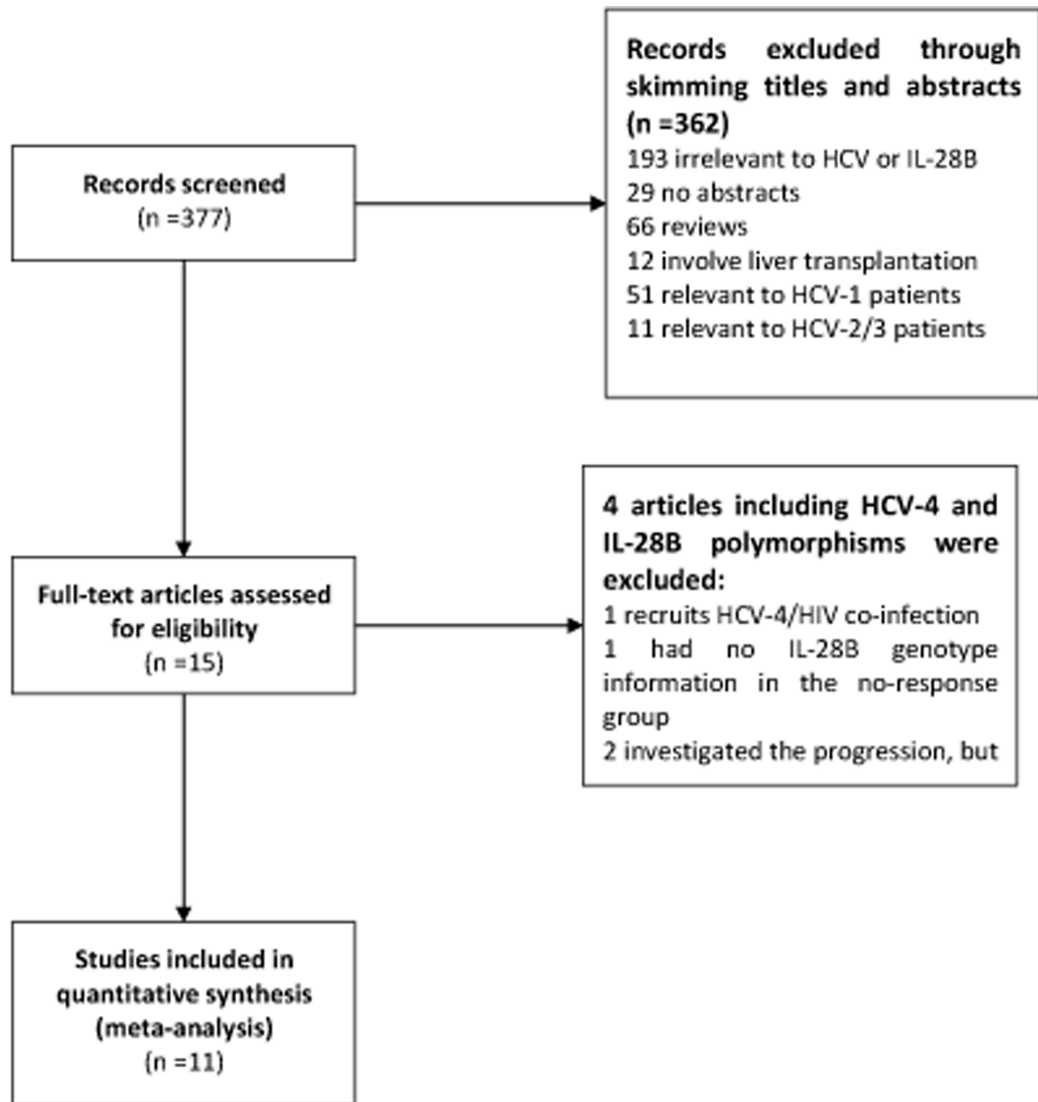 Records screened
(n =377)
Records excluded through
skimming titles and abstracts
(n =362)
193 irrelevant to HCV or IL-28B
29 no abstracts
66 reviews
12 involve liver transplantation
51 relevant to HCV-1 patients
11 relevant to HCV-2/3 patients
Full-text articles assessed
for eligibility
(n =15)
4 articles including HCV-4 and
IL-28B polymorphisms were
excluded:
1 recruits HCV-4/HIV co-infection
1 had no IL-28B genotype
information in the no-response
group
2 investigated the progression, but
Studies included in
quantitative synthesis
(meta-analysis)
(n =11)